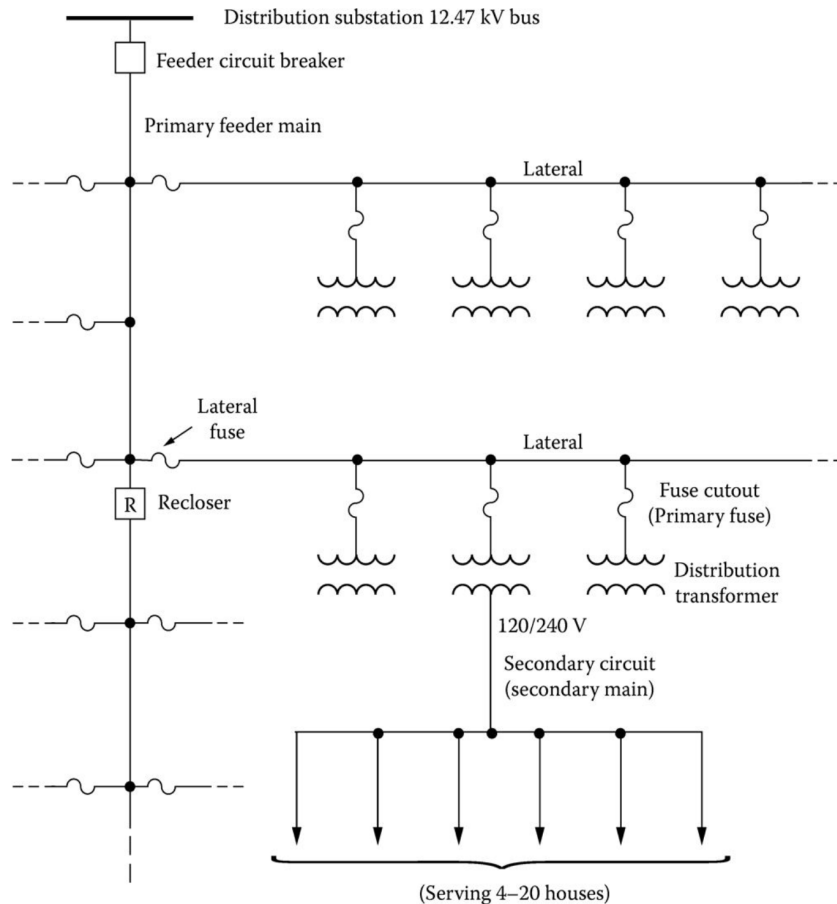 Distribution substation 12.47 kV bus
Feeder circuit breaker
Primary feeder main
Lateral
Lateral
fuse
Lateral
R
Recloser
Fuse cutout
(Primary fuse)
Distribution
transformer
120/240 V
Secondary circuit
(secondary main)
(Serving 4–20 houses)